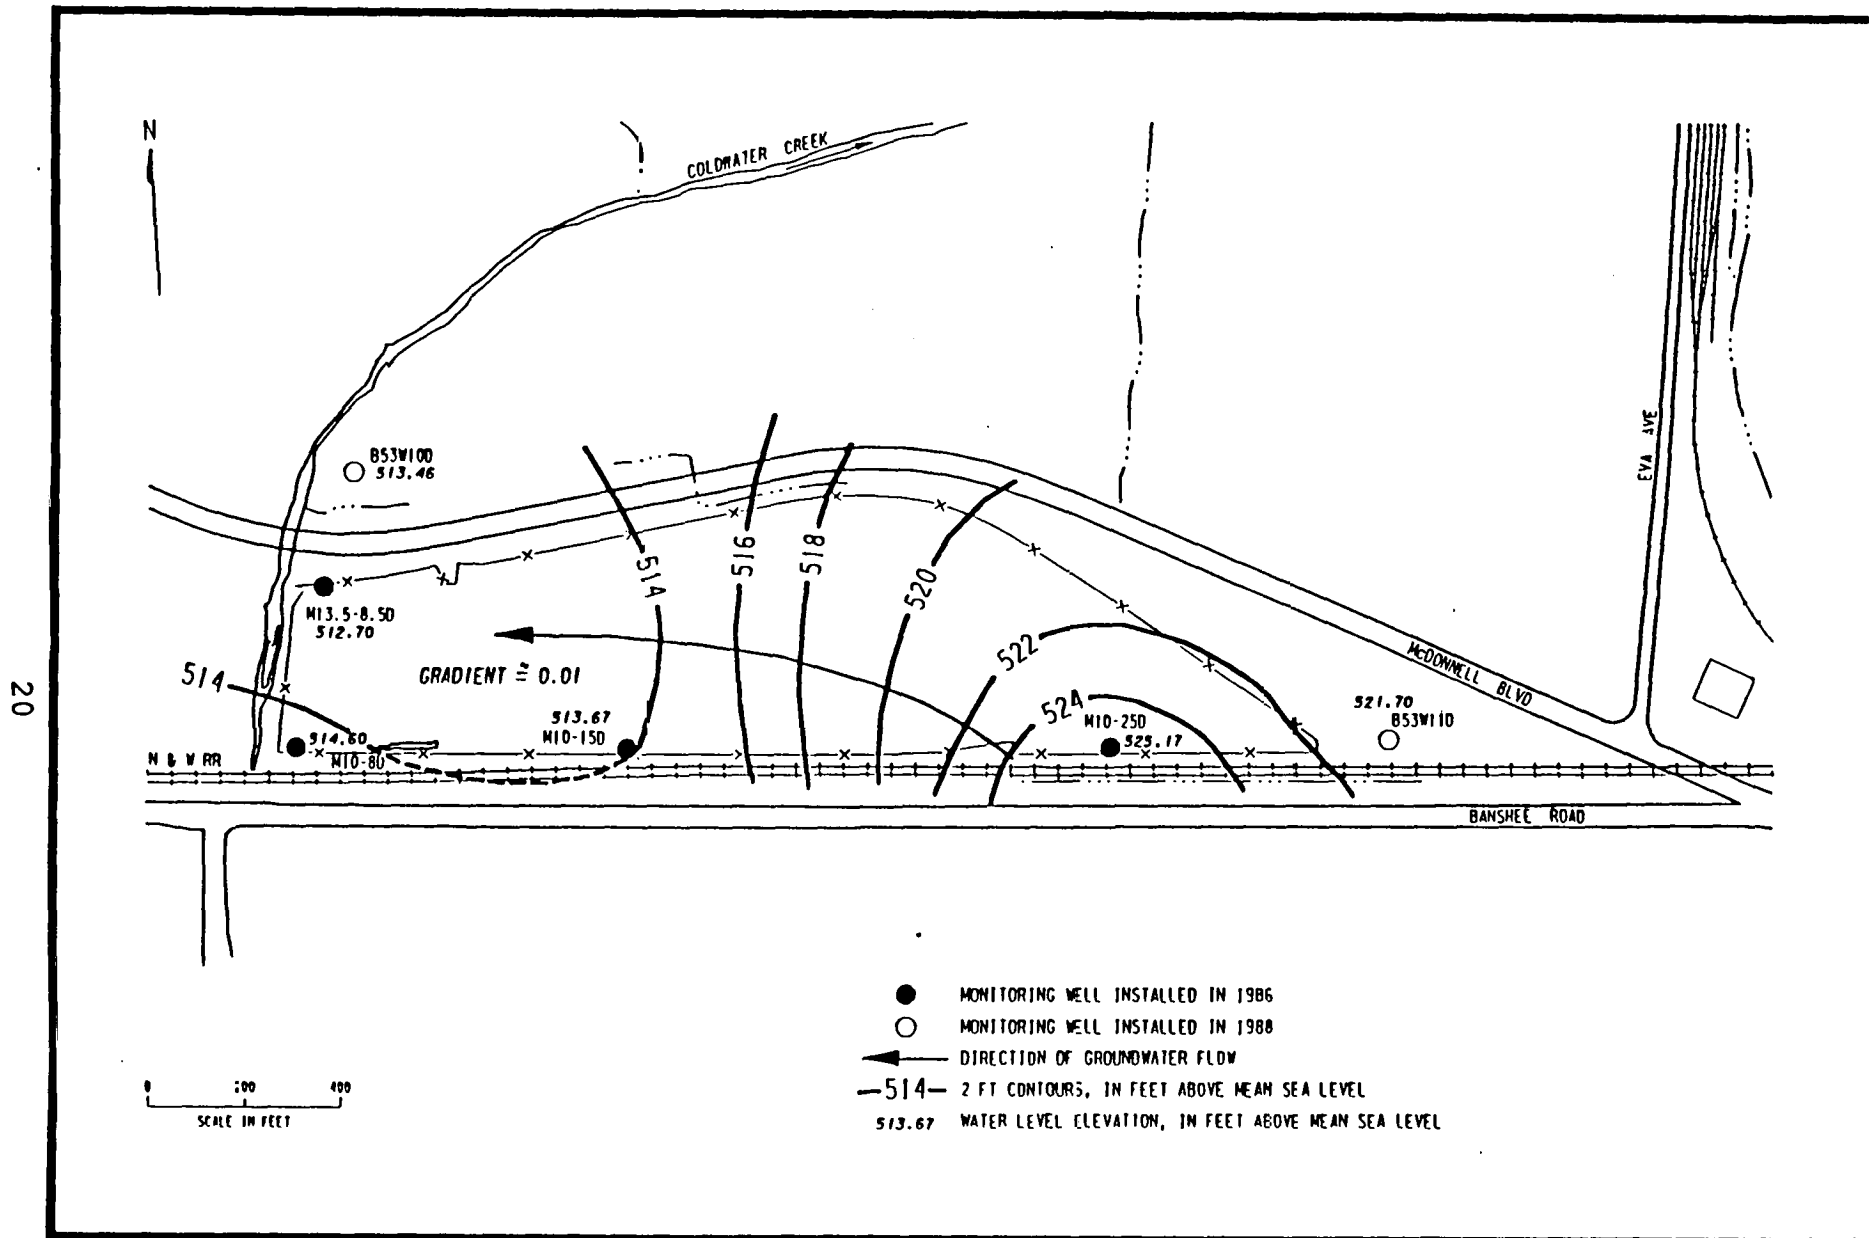 N
COLDWATER CREEK
B53W10D
513.46
EVA AVE
514
516
518
520
M13.5-8.5D
512.70
522
McDONNELL BLVD
514
GRADIENT ≅ 0.01
524
513.67
M10-15D
M10-25D
525.17
521.70
B53W11D
514.60
M10-8D
N & W RR
BANSHEE ROAD
20
MONITORING WELL INSTALLED IN 1986
MONITORING WELL INSTALLED IN 1988
DIRECTION OF GROUNDWATER FLOW
514 2 FT CONTOURS, IN FEET ABOVE MEAN SEA LEVEL
513.67 WATER LEVEL ELEVATION, IN FEET ABOVE MEAN SEA LEVEL
0 200 400
SCALE IN FEET